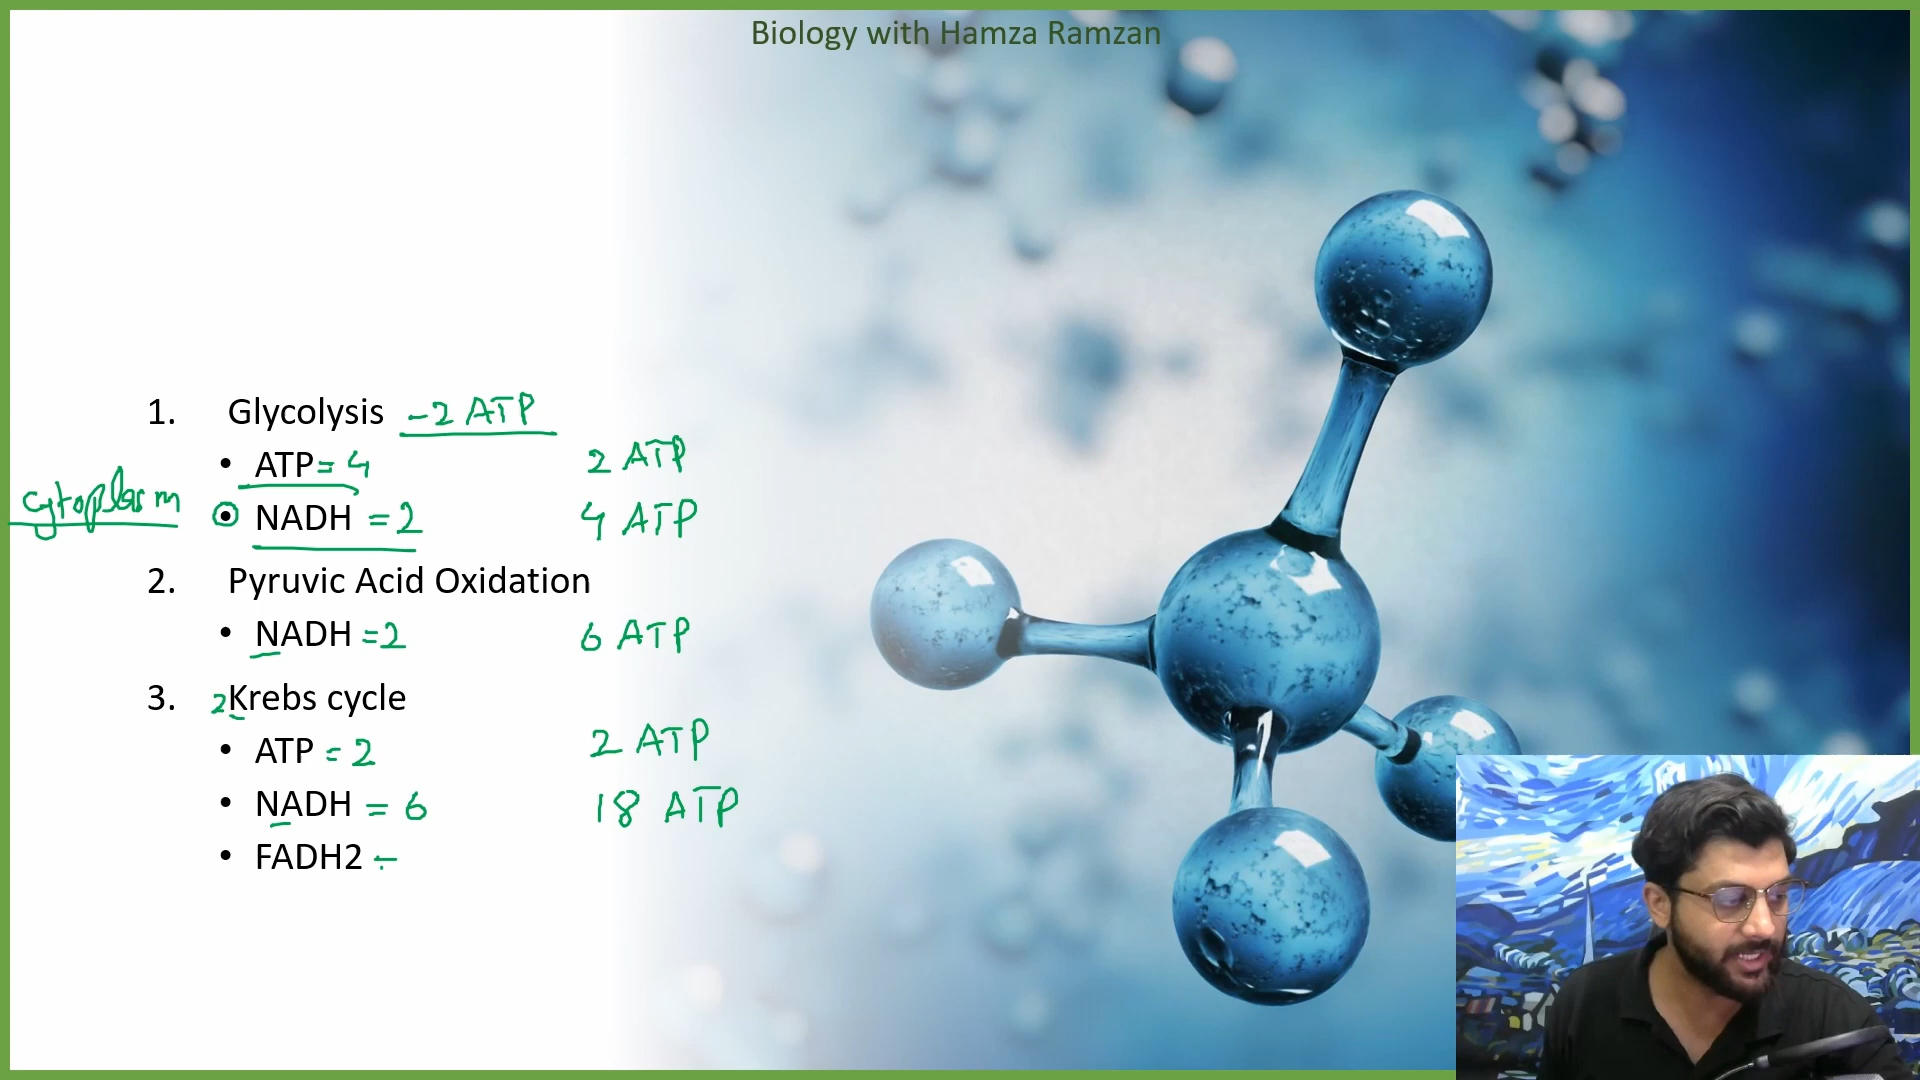 Biology with Hamza Ramzan
1. Glycolysis -2 ATP
• ATP = 4 2 ATP
cytoplasm
• NADH = 2 4 ATP
2. Pyruvic Acid Oxidation
• NADH = 2 6 ATP
3. 2 Krebs cycle
• ATP = 2 2 ATP
• NADH = 6 18 ATP
• FADH2 -